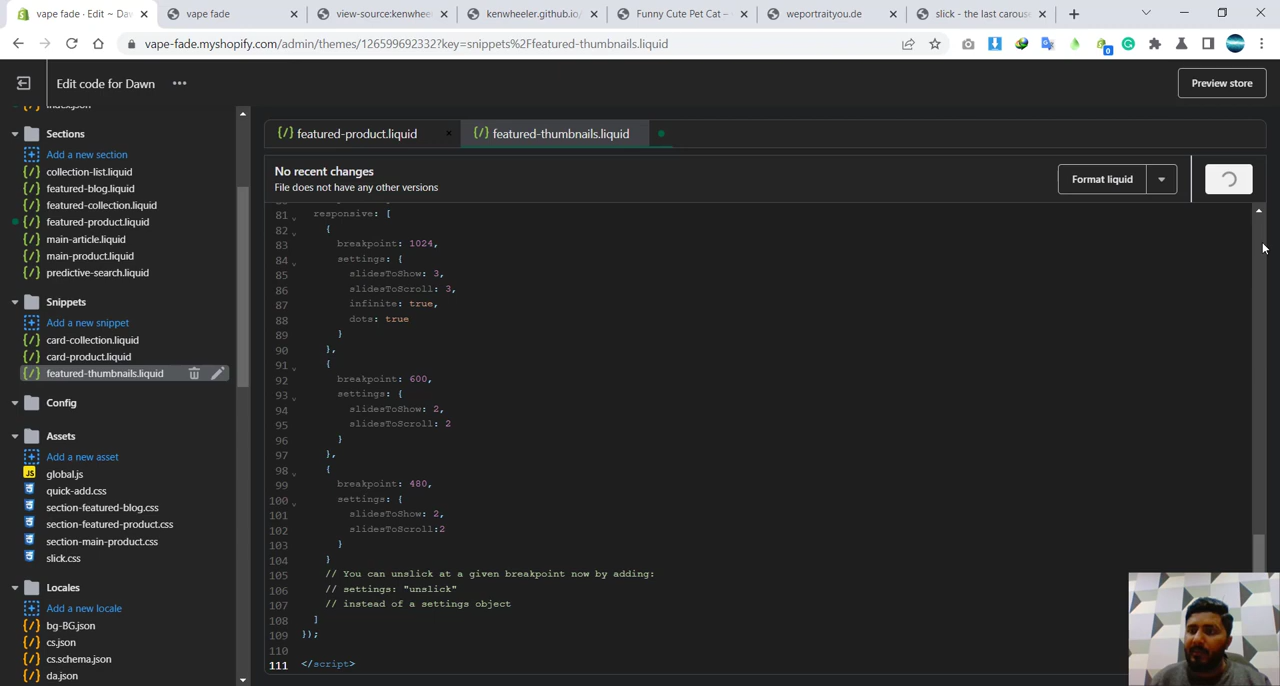 vape fade · Edit ~ Dawn
vape fade
view-source:kenwheeler
kenwheeler.github.io/
Funny Cute Pet Cat –
weportraityou.de
slick - the last carouse
vape-fade.myshopify.com/admin/themes/126599692332?key=snippets%2Ffeatured-thumbnails.liquid
0
Edit code for Dawn
Preview store
index.json
Sections
Add a new section
collection-list.liquid
featured-blog.liquid
featured-collection.liquid
featured-product.liquid
main-article.liquid
main-product.liquid
predictive-search.liquid
Snippets
Add a new snippet
card-collection.liquid
card-product.liquid
featured-thumbnails.liquid
Config
Assets
Add a new asset
JS global.js
quick-add.css
section-featured-blog.css
section-featured-product.css
section-main-product.css
slick.css
Locales
Add a new locale
bg-BG.json
cs.json
cs.schema.json
da.json
featured-product.liquid
featured-thumbnails.liquid
No recent changes
File does not have any other versions
Format liquid
81 responsive: [
82 {
83 breakpoint: 1024,
84 settings: {
85 slidesToShow: 3,
86 slidesToScroll: 3,
87 infinite: true,
88 dots: true
89 }
90 },
91 {
92 breakpoint: 600,
93 settings: {
94 slidesToShow: 2,
95 slidesToScroll: 2
96 }
97 },
98 {
99 breakpoint: 480,
100 settings: {
101 slidesToShow: 2,
102 slidesToScroll:2
103 }
104 }
105 // You can unslick at a given breakpoint now by adding:
106 // settings: "unslick"
107 // instead of a settings object
108 ]
109 });
110
111 </script>